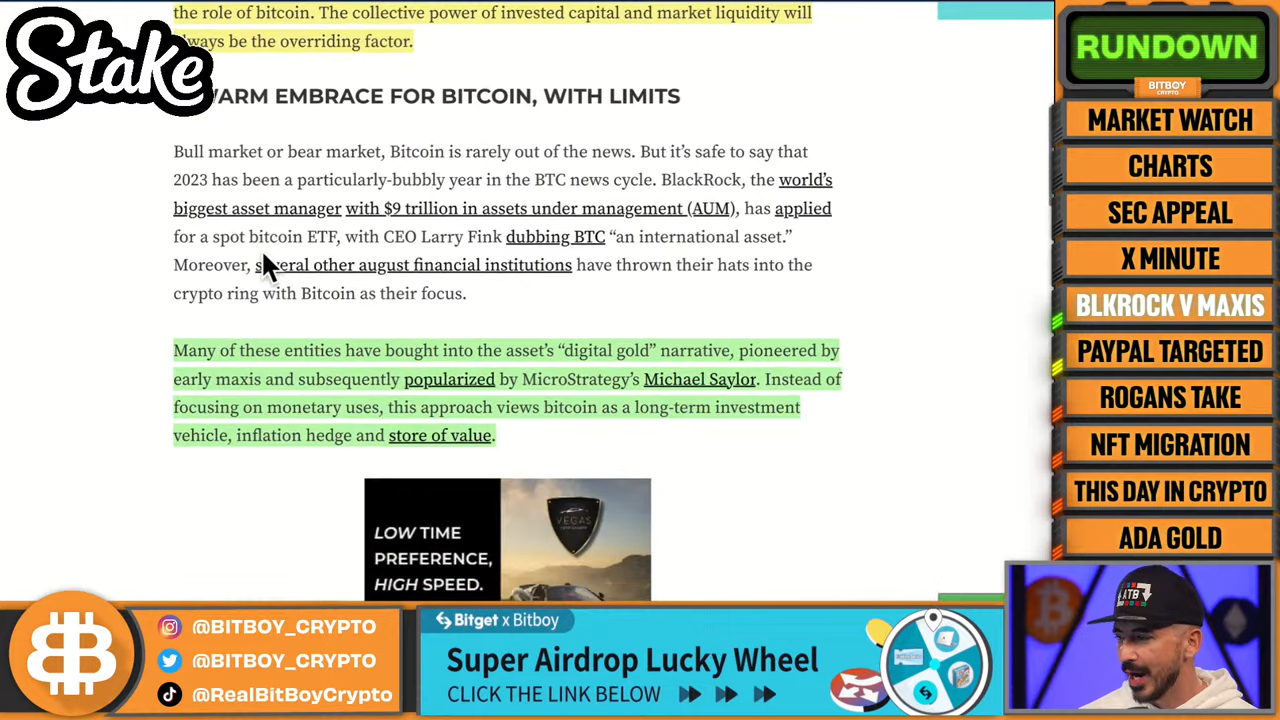 the role of bitcoin. The collective power of invested capital and market liquidity will
always be the overriding factor.
Stake
WARM EMBRACE FOR BITCOIN, WITH LIMITS
Bull market or bear market, Bitcoin is rarely out of the news. But it's safe to say that
2023 has been a particularly-bubbly year in the BTC news cycle. BlackRock, the world's
biggest asset manager with $9 trillion in assets under management (AUM), has applied
for a spot bitcoin ETF, with CEO Larry Fink dubbing BTC “an international asset.”
Moreover, several other august financial institutions have thrown their hats into the
crypto ring with Bitcoin as their focus.
Many of these entities have bought into the asset's “digital gold” narrative, pioneered by
early maxis and subsequently popularized by MicroStrategy's Michael Saylor. Instead of
focusing on monetary uses, this approach views bitcoin as a long-term investment
vehicle, inflation hedge and store of value.
LOW TIME
PREFERENCE,
HIGH SPEED.
VEGAS
RUNDOWN
BITBOY
CRYPTO
MARKET WATCH
CHARTS
SEC APPEAL
X MINUTE
BLKROCK V MAXIS
PAYPAL TARGETED
ROGANS TAKE
NFT MIGRATION
THIS DAY IN CRYPTO
ADA GOLD
ATB
@BITBOY_CRYPTO
@BITBOY_CRYPTO
@RealBitBoyCrypto
Bitget x Bitboy
Super Airdrop Lucky Wheel
CLICK THE LINK BELOW